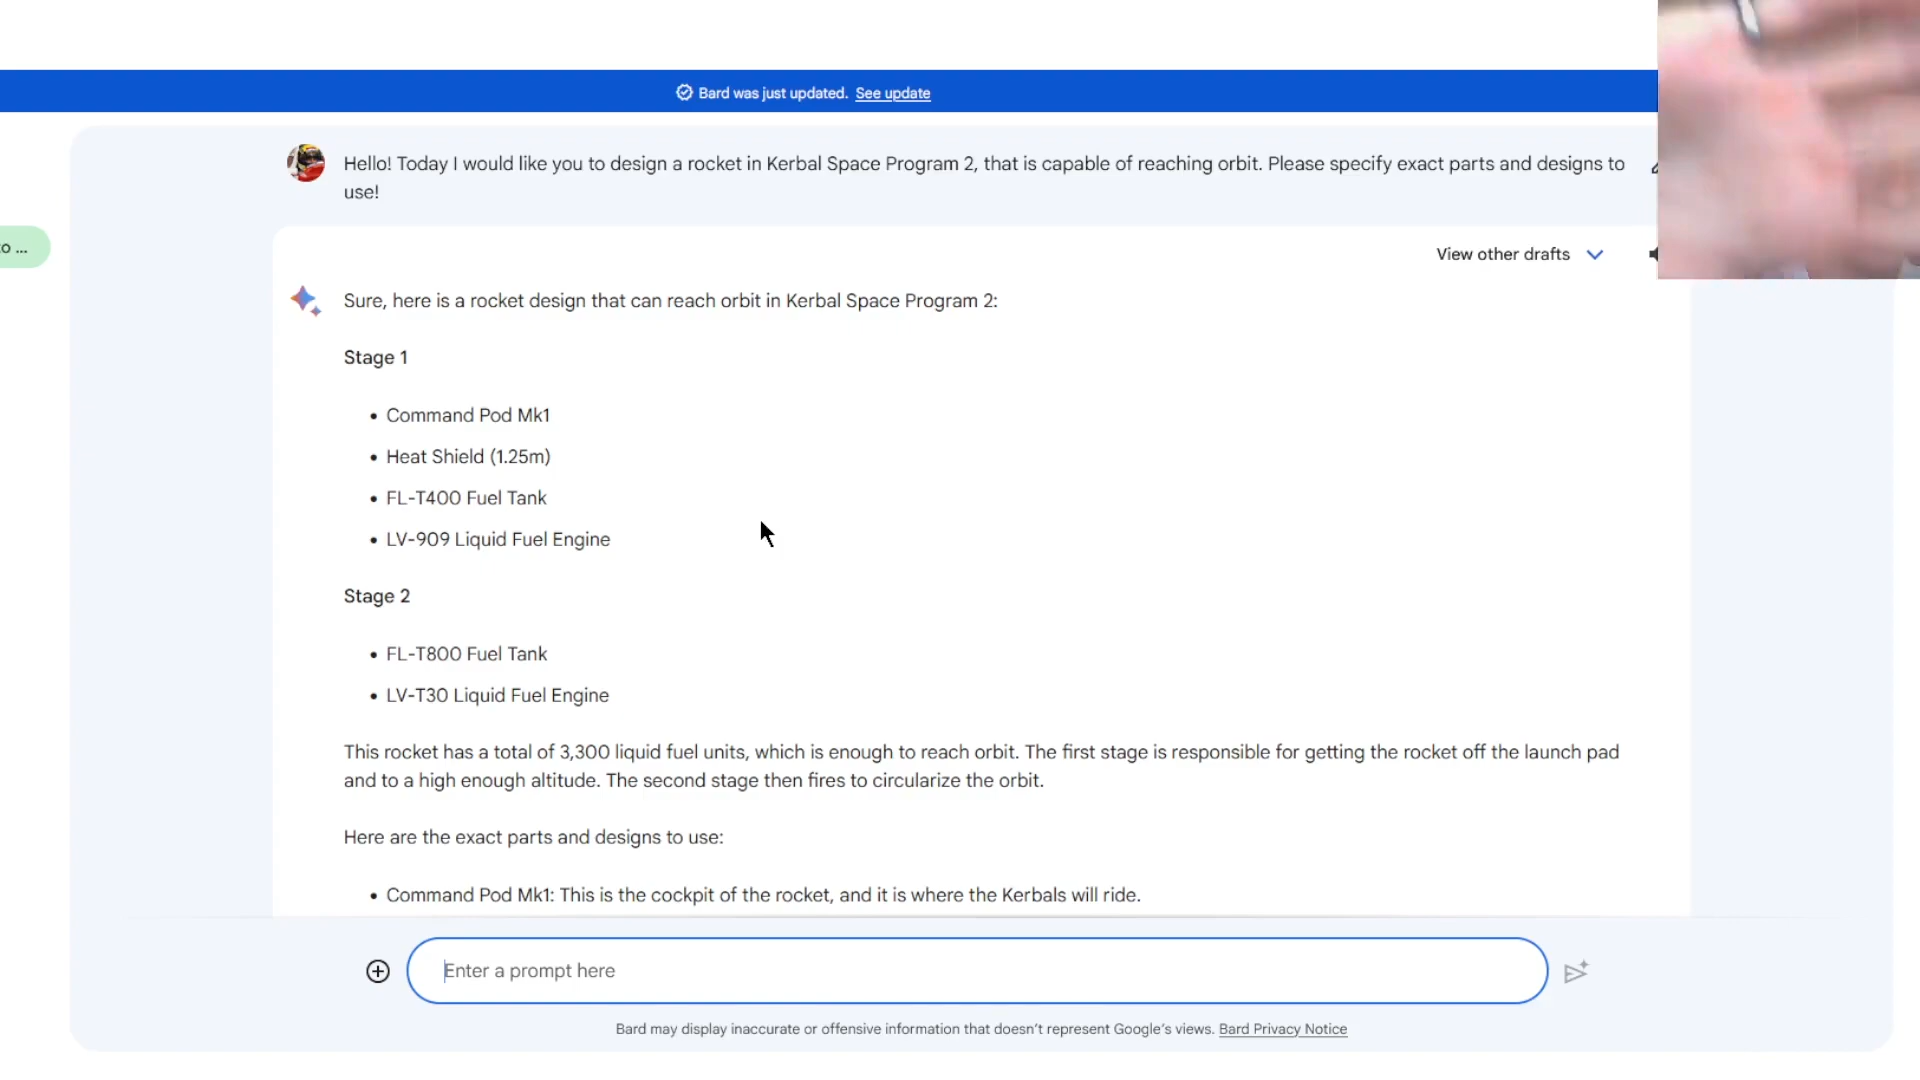 Bard was just updated. See update
Hello! Today I would like you to design a rocket in Kerbal Space Program 2, that is capable of reaching orbit. Please specify exact parts and designs to
use!
to ...
View other drafts
Sure, here is a rocket design that can reach orbit in Kerbal Space Program 2:
Stage 1
• Command Pod Mk1
• Heat Shield (1.25m)
• FL-T400 Fuel Tank
• LV-909 Liquid Fuel Engine
Stage 2
• FL-T800 Fuel Tank
• LV-T30 Liquid Fuel Engine
This rocket has a total of 3,300 liquid fuel units, which is enough to reach orbit. The first stage is responsible for getting the rocket off the launch pad
and to a high enough altitude. The second stage then fires to circularize the orbit.
Here are the exact parts and designs to use:
• Command Pod Mk1: This is the cockpit of the rocket, and it is where the Kerbals will ride.
Enter a prompt here
Bard may display inaccurate or offensive information that doesn't represent Google's views. Bard Privacy Notice